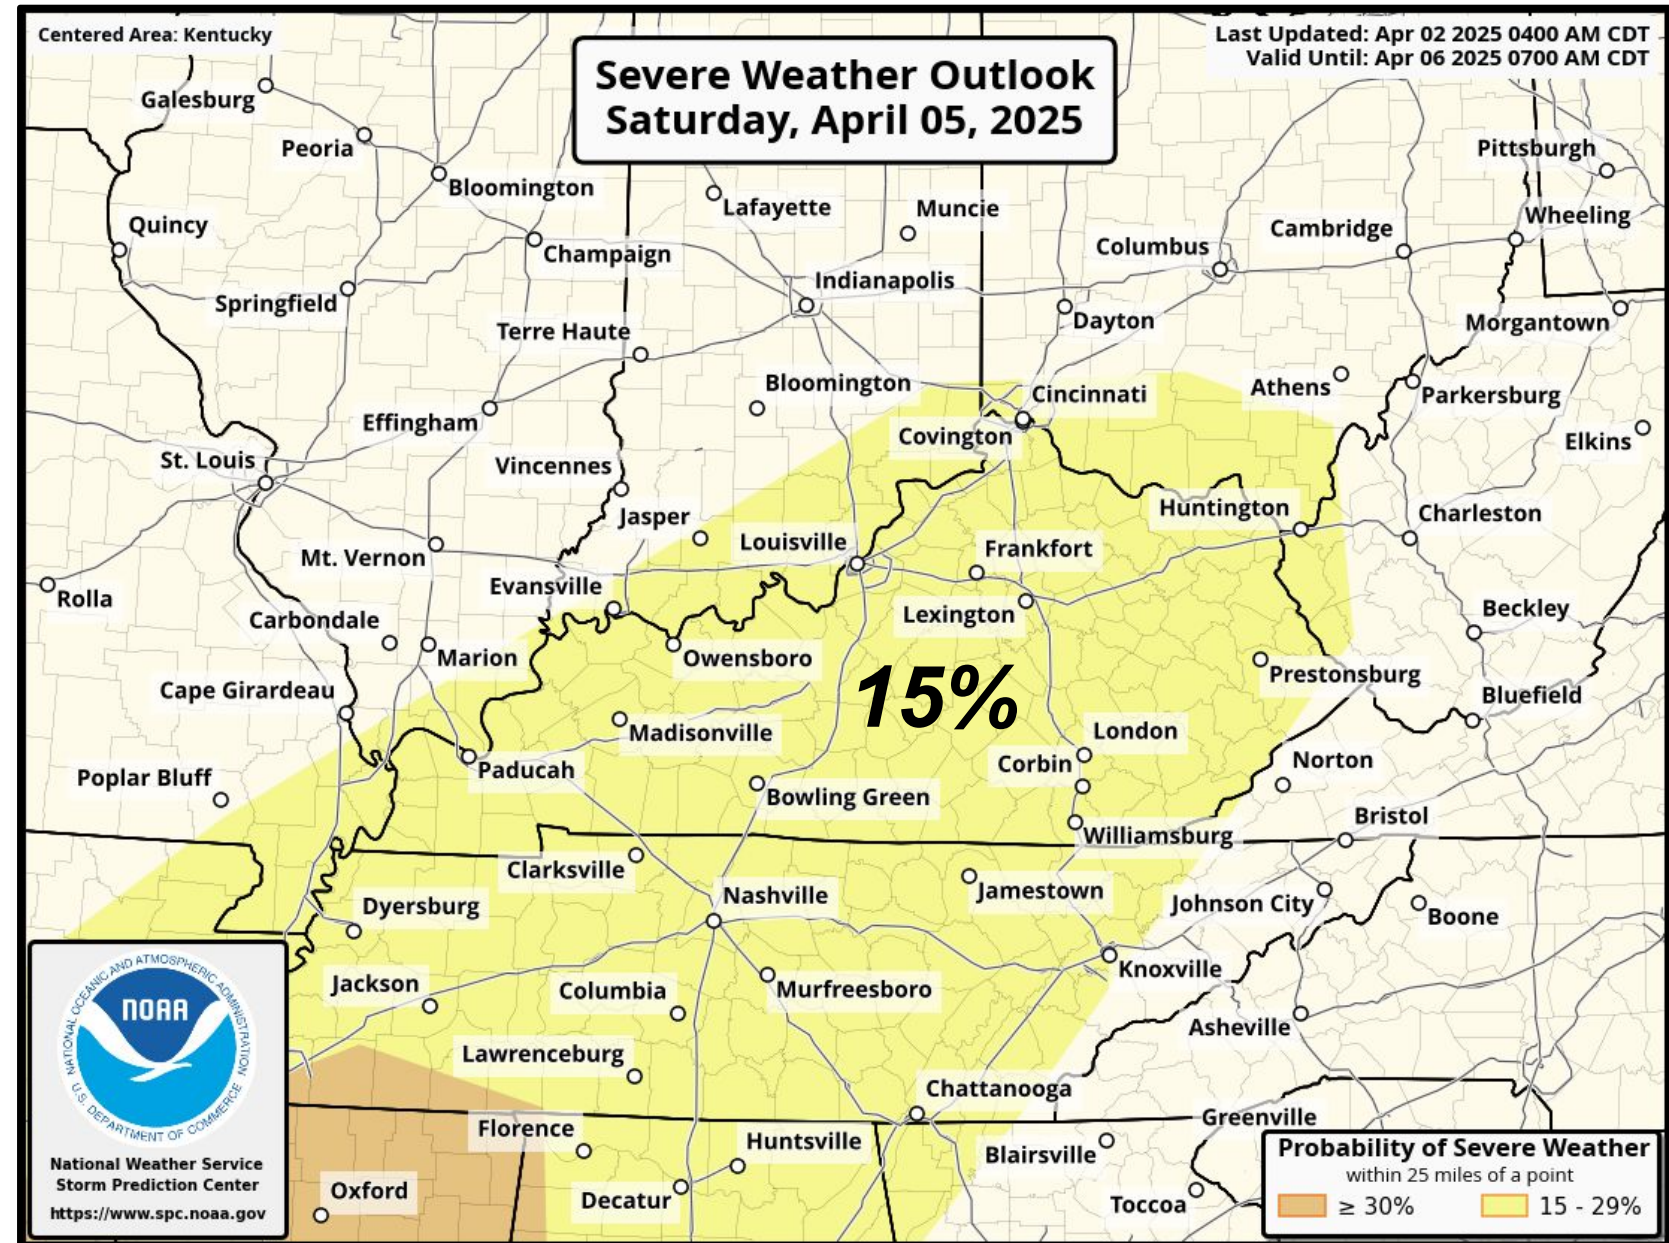 Centered Area: Kentucky
Last Updated: Apr 02 2025 0400 AM CDT
Valid Until: Apr 06 2025 0700 AM CDT
Severe Weather Outlook
Saturday, April 05, 2025
Galesburg
Peoria
Pittsburgh
Bloomington
Lafayette
Muncie
Wheeling
Quincy
Cambridge
Columbus
Champaign
Indianapolis
Springfield
Dayton
Morgantown
Terre Haute
Bloomington
Cincinnati
Athens
Parkersburg
Effingham
Covington
Elkins
St. Louis
Vincennes
Jasper
Huntington
Charleston
Louisville
Frankfort
Mt. Vernon
Evansville
Rolla
Carbondale
Lexington
Beckley
Marion
Owensboro
Prestonsburg
Cape Girardeau
15%
Bluefield
Madisonville
London
Paducah
Corbin
Norton
Poplar Bluff
Bowling Green
Bristol
Williamsburg
Clarksville
Nashville
Jamestown
Johnson City
Dyersburg
Boone
Knoxville
Jackson
Columbia
Murfreesboro
Asheville
Lawrenceburg
Chattanooga
Greenville
Florence
Huntsville
Blairsville
Oxford
Decatur
Toccoa
NATIONAL OCEANIC AND ATMOSPHERIC ADMINISTRATION
NOAA
U.S. DEPARTMENT OF COMMERCE
National Weather Service
Storm Prediction Center
https://www.spc.noaa.gov
Probability of Severe Weather
within 25 miles of a point
≥ 30%
15 - 29%